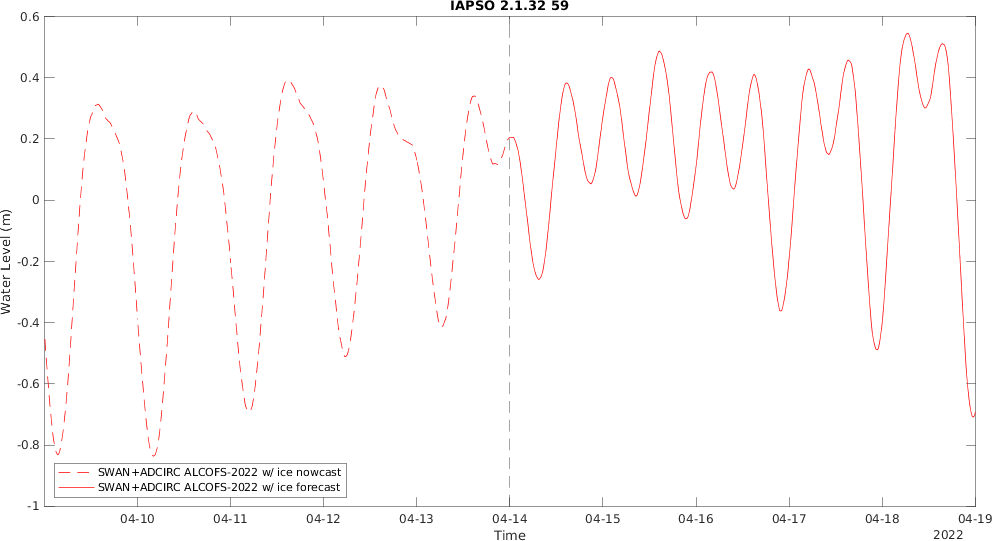 IAPSO 2.1.32 59
0.6
0.4
0.2
0
-0.2
-0.4
-0.6
-0.8
-1
Water Level (m)
SWAN+ADCIRC ALCOFS-2022 w/ ice nowcast
SWAN+ADCIRC ALCOFS-2022 w/ ice forecast
04-10 04-11 04-12 04-13 04-14 04-15 04-16 04-17 04-18 04-19
Time
2022